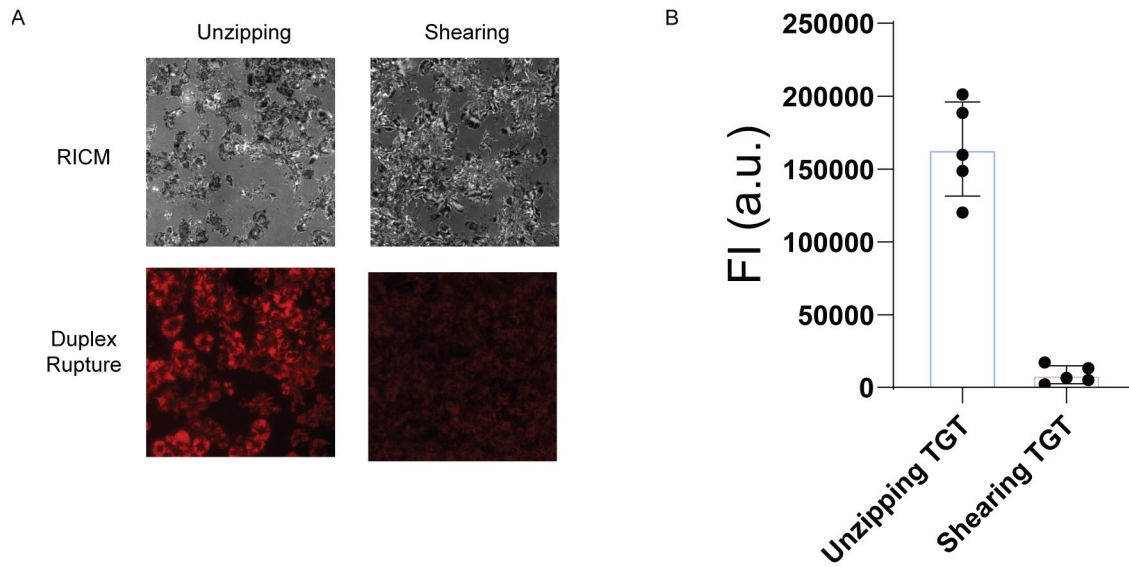 A
Unzipping
Shearing
RICM
Duplex
Rupture
B
FI (a.u.)
250000
200000
150000
100000
50000
0
Unzipping TGT
Shearing TGT